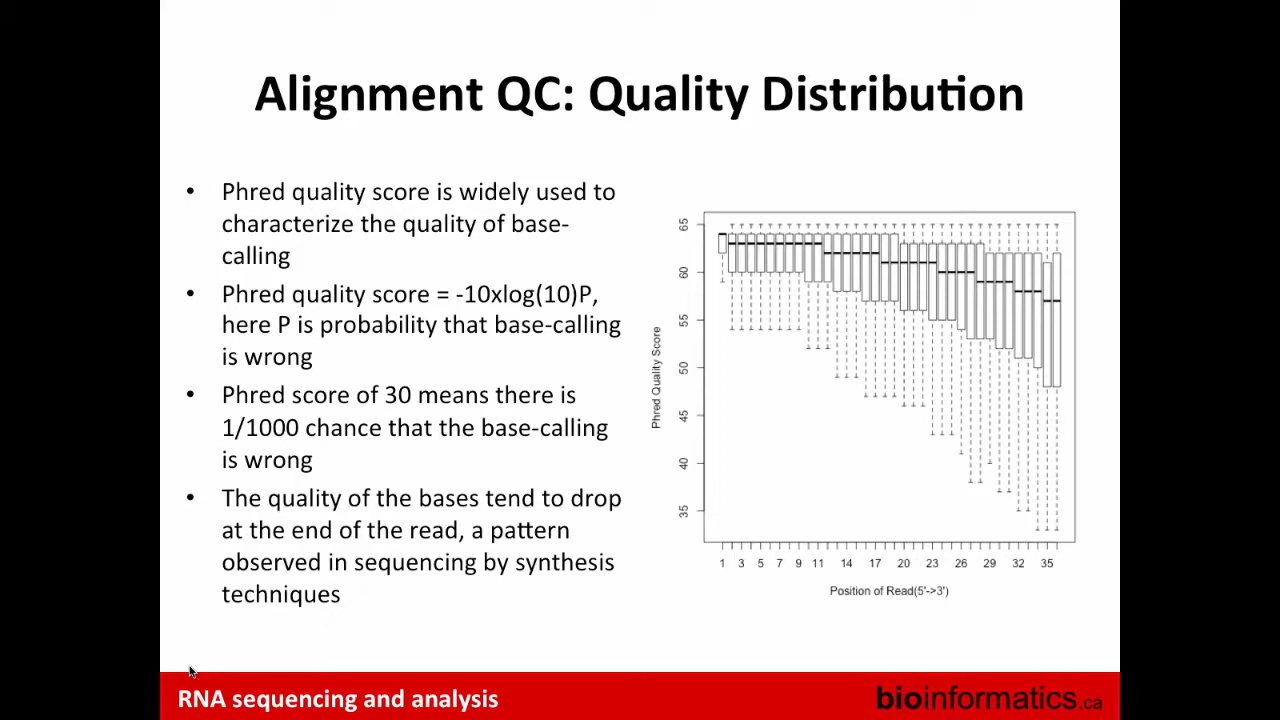 Alignment QC: Quality Distribution
• Phred quality score is widely used to
characterize the quality of base-
calling
• Phred quality score = -10xlog(10)P,
here P is probability that base-calling
is wrong
• Phred score of 30 means there is
1/1000 chance that the base-calling
is wrong
• The quality of the bases tend to drop
at the end of the read, a pattern
observed in sequencing by synthesis
techniques
Phred Quality Score
65
60
55
50
45
40
35
1 3 5 7 9 11 14 17 20 23 26 29 32 35
Position of Read(5'->3')
RNA sequencing and analysis
bioinformatics.ca